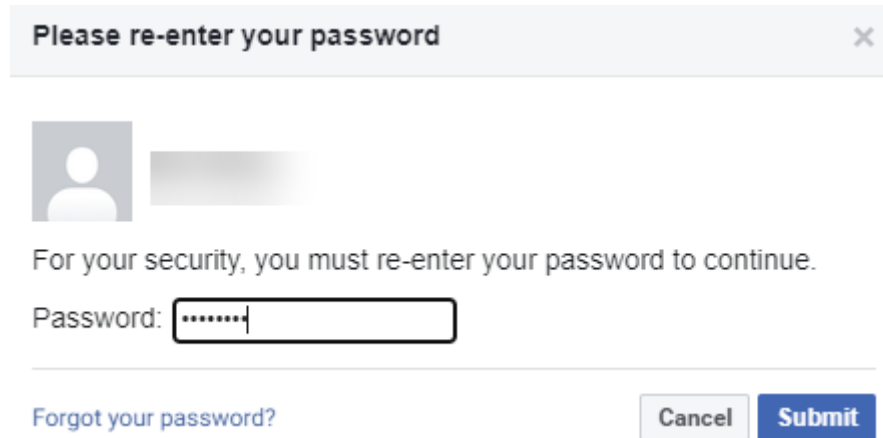 Please re-enter your password
For your security, you must re-enter your password to continue.
Password: ········
Forgot your password?
Cancel
Submit